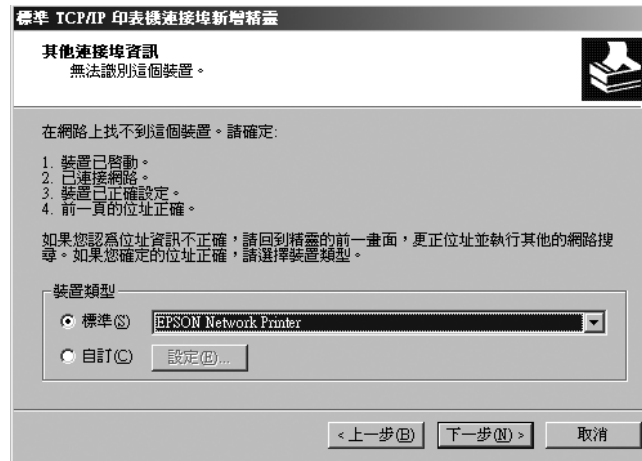 標準 TCP/IP 印表機連接埠新增精靈
其他連接埠資訊
無法識別這個裝置。
在網路上找不到這個裝置。請確定:
1. 裝置已啓動。
2. 已連接網路。
3. 裝置已正確設定。
4. 前一頁的位址正確。
如果您認爲位址資訊不正確，請回到精靈的前一畫面，更正位址並執行其他的網路搜
尋。如果您確定的位址正確，請選擇裝置類型。
裝置類型
標準(S) EPSON Network Printer
自訂(C) 設定(E)...
<上一步(B) 下一步(N) > 取消